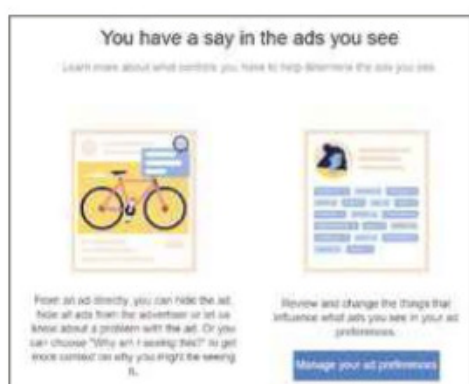 You have a say in the ads you see
Learn more about what controls you have to help determine the ads you see.
From an ad directly, you can hide the ad,
hide all ads from the advertiser or let us
know about a problem with the ad. Or you
can choose "Why am I seeing this?" to get
more context on why you might be seeing
it.
Review and change the things that
influence what ads you see in your ad
preferences.
Manage your ad preferences